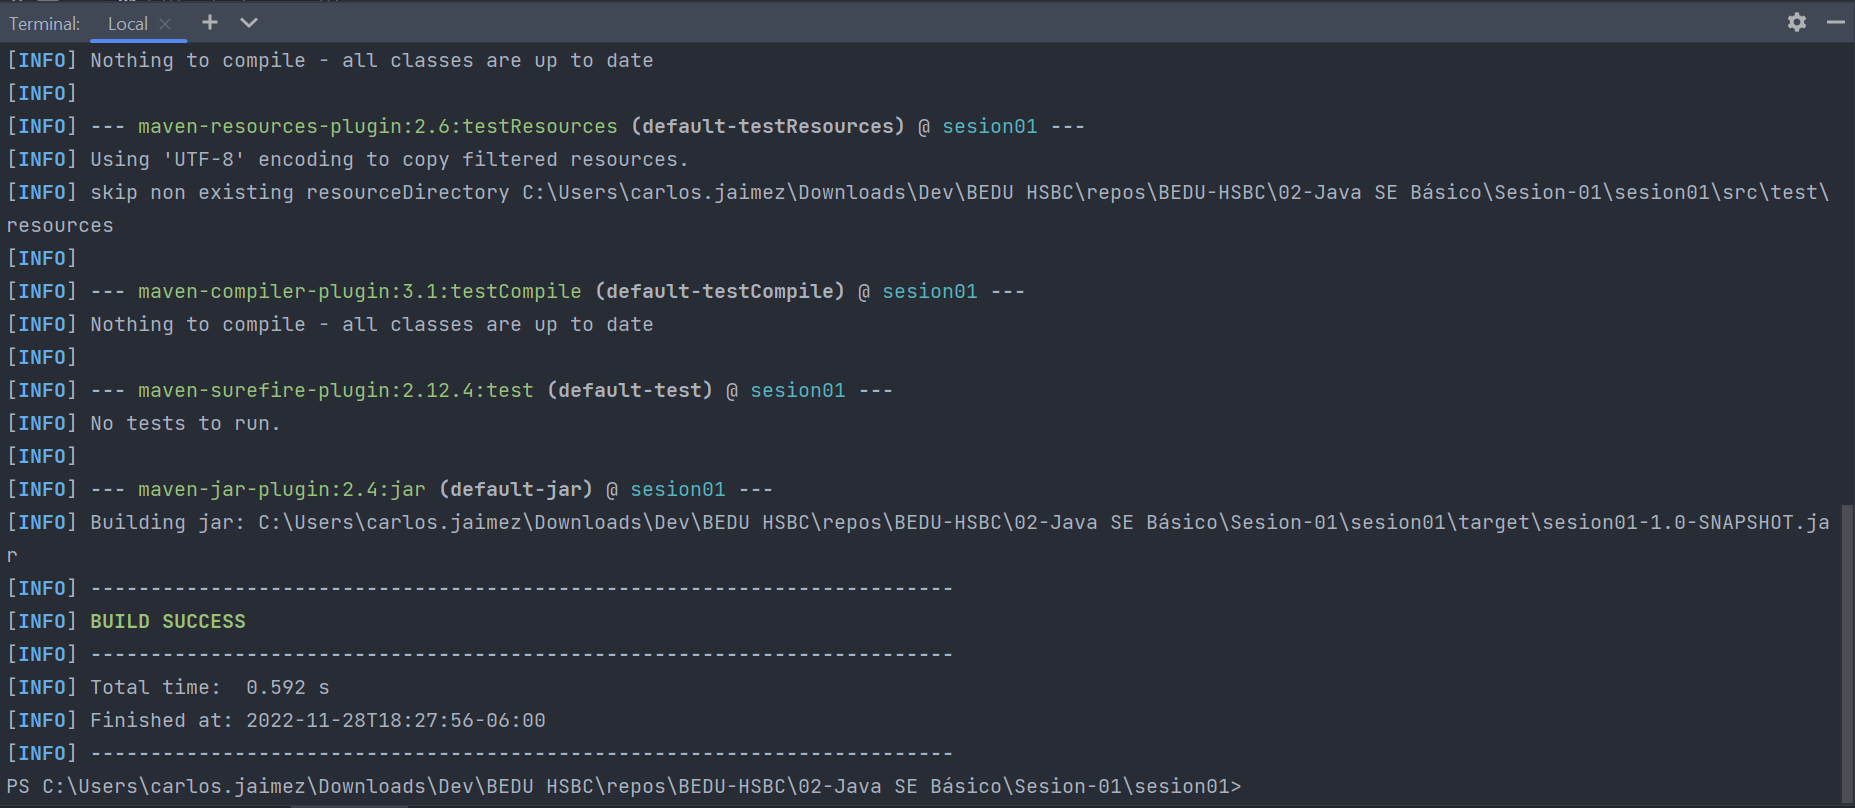 Terminal: Local
[INFO] Nothing to compile - all classes are up to date
[INFO]
[INFO] --- maven-resources-plugin:2.6:testResources (default-testResources) @ sesion01 ---
[INFO] Using 'UTF-8' encoding to copy filtered resources.
[INFO] skip non existing resourceDirectory C:\Users\carlos.jaimez\Downloads\Dev\BEDU HSBC\repos\BEDU-HSBC\02-Java SE Básico\Sesion-01\sesion01\src\test\
resources
[INFO]
[INFO] --- maven-compiler-plugin:3.1:testCompile (default-testCompile) @ sesion01 ---
[INFO] Nothing to compile - all classes are up to date
[INFO]
[INFO] --- maven-surefire-plugin:2.12.4:test (default-test) @ sesion01 ---
[INFO] No tests to run.
[INFO]
[INFO] --- maven-jar-plugin:2.4:jar (default-jar) @ sesion01 ---
[INFO] Building jar: C:\Users\carlos.jaimez\Downloads\Dev\BEDU HSBC\repos\BEDU-HSBC\02-Java SE Básico\Sesion-01\sesion01\target\sesion01-1.0-SNAPSHOT.ja
r
[INFO] ------------------------------------------------------------------------
[INFO] BUILD SUCCESS
[INFO] ------------------------------------------------------------------------
[INFO] Total time:  0.592 s
[INFO] Finished at: 2022-11-28T18:27:56-06:00
[INFO] ------------------------------------------------------------------------
PS C:\Users\carlos.jaimez\Downloads\Dev\BEDU HSBC\repos\BEDU-HSBC\02-Java SE Básico\Sesion-01\sesion01>